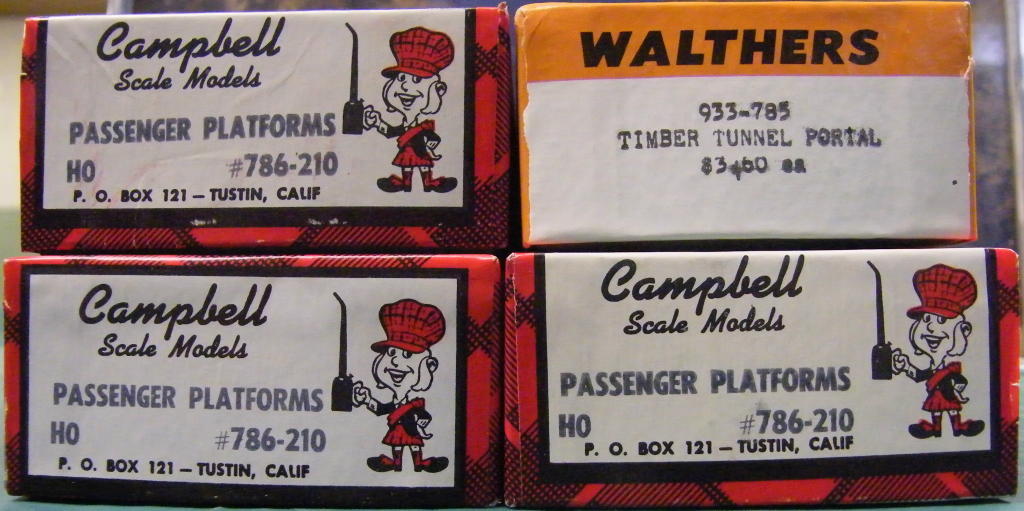 Campbell
Scale Models
PASSENGER PLATFORMS
HO #786-210
P. O. BOX 121 – TUSTIN, CALIF
WALTHERS
933-785
TIMBER TUNNEL PORTAL
$3.60 ea
Campbell
Scale Models
PASSENGER PLATFORMS
HO #786-210
P. O. BOX 121 – TUSTIN, CALIF
Campbell
Scale Models
PASSENGER PLATFORMS
HO #786-210
P. O. BOX 121 – TUSTIN, CALIF